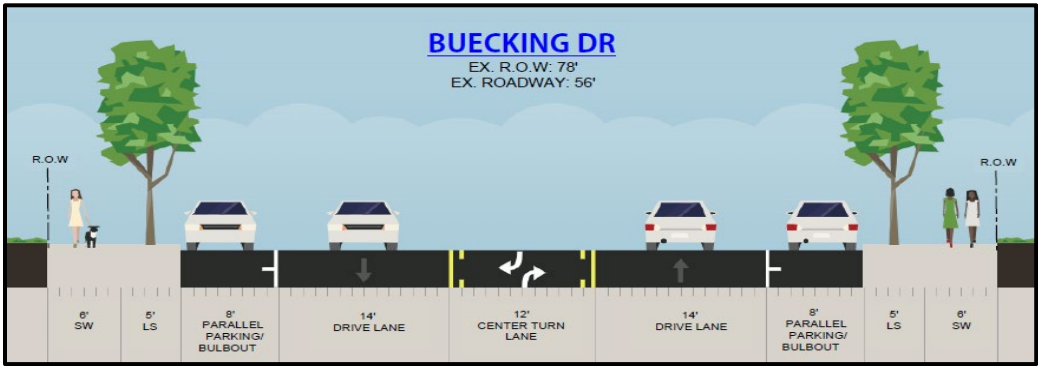 BUECKING DR
EX. R.O.W: 78'
EX. ROADWAY: 56'
R.O.W
R.O.W
6'
SW
5'
LS
8'
PARALLEL
PARKING/
BULBOUT
14'
DRIVE LANE
12'
CENTER TURN
LANE
14'
DRIVE LANE
8'
PARALLEL
PARKING/
BULBOUT
5'
LS
6'
SW